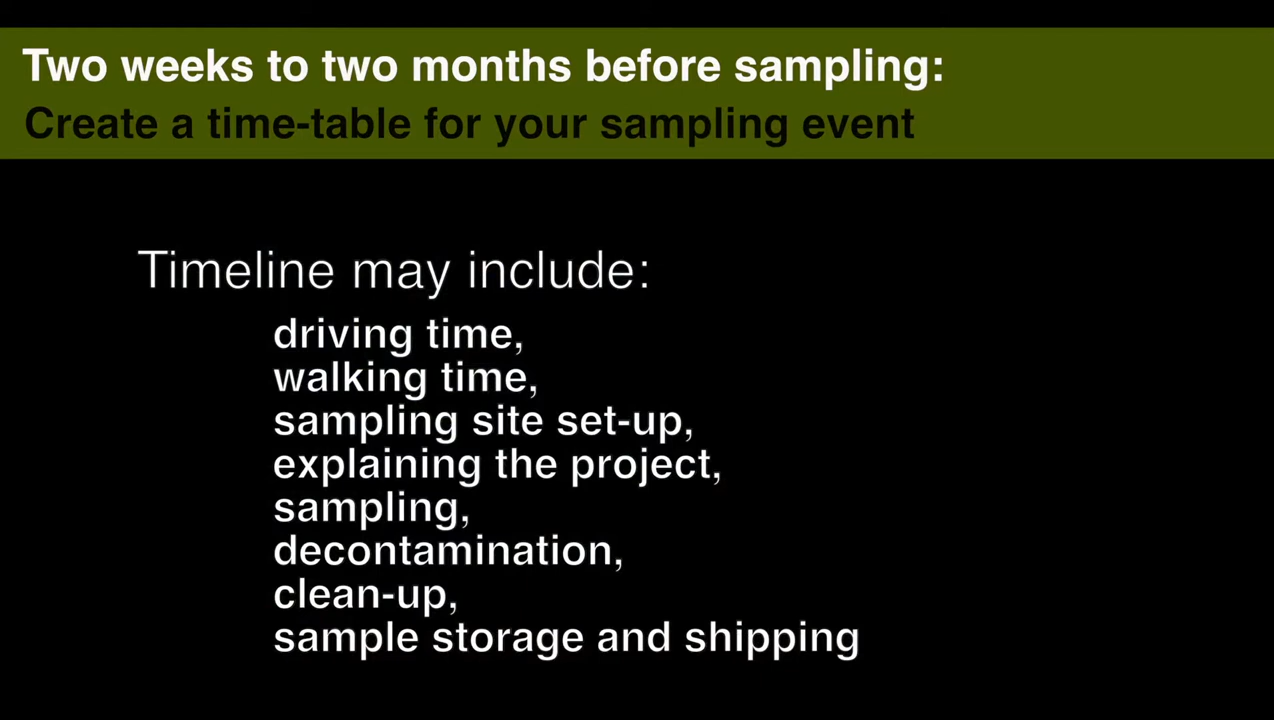 Two weeks to two months before sampling:
Create a time-table for your sampling event
Timeline may include:
driving time,
walking time,
sampling site set-up,
explaining the project,
sampling,
decontamination,
clean-up,
sample storage and shipping